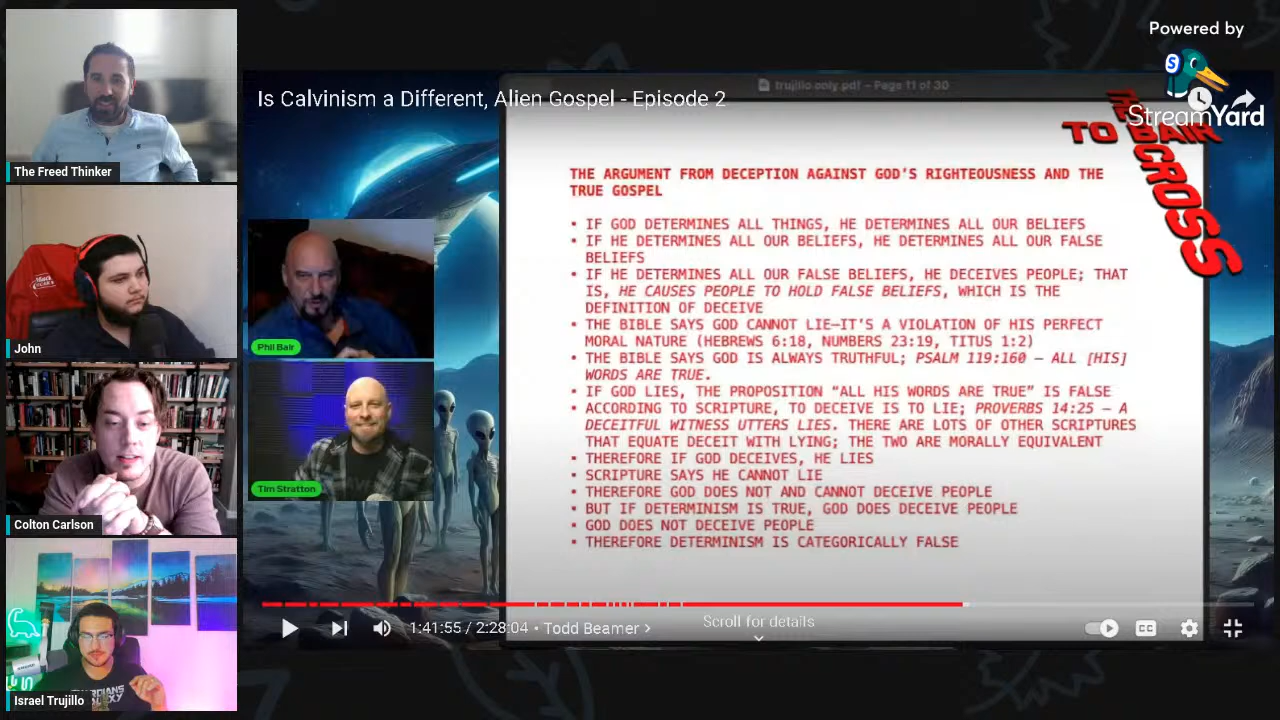 Powered by
StreamYard
Is Calvinism a Different, Alien Gospel - Episode 2
trujillo only.pdf – Page 11 of 30
TO BAIR
CROSS
THE ARGUMENT FROM DECEPTION AGAINST GOD'S RIGHTEOUSNESS AND THE
TRUE GOSPEL
• IF GOD DETERMINES ALL THINGS, HE DETERMINES ALL OUR BELIEFS
• IF HE DETERMINES ALL OUR BELIEFS, HE DETERMINES ALL OUR FALSE
BELIEFS
• IF HE DETERMINES ALL OUR FALSE BELIEFS, HE DECEIVES PEOPLE; THAT
IS, HE CAUSES PEOPLE TO HOLD FALSE BELIEFS, WHICH IS THE
DEFINITION OF DECEIVE
• THE BIBLE SAYS GOD CANNOT LIE—IT'S A VIOLATION OF HIS PERFECT
MORAL NATURE (HEBREWS 6:18, NUMBERS 23:19, TITUS 1:2)
• THE BIBLE SAYS GOD IS ALWAYS TRUTHFUL; PSALM 119:160 – ALL [HIS]
WORDS ARE TRUE.
• IF GOD LIES, THE PROPOSITION "ALL HIS WORDS ARE TRUE" IS FALSE
• ACCORDING TO SCRIPTURE, TO DECEIVE IS TO LIE; PROVERBS 14:25 – A
DECEITFUL WITNESS UTTERS LIES. THERE ARE LOTS OF OTHER SCRIPTURES
THAT EQUATE DECEIT WITH LYING; THE TWO ARE MORALLY EQUIVALENT
• THEREFORE IF GOD DECEIVES, HE LIES
• SCRIPTURE SAYS HE CANNOT LIE
• THEREFORE GOD DOES NOT AND CANNOT DECEIVE PEOPLE
• BUT IF DETERMINISM IS TRUE, GOD DOES DECEIVE PEOPLE
• GOD DOES NOT DECEIVE PEOPLE
• THEREFORE DETERMINISM IS CATEGORICALLY FALSE
The Freed Thinker
John
Colton Carlson
Israel Trujillo
Phil Bair
Tim Stratton
1:41:55 / 2:28:04 • Todd Beamer >
Scroll for details
CC